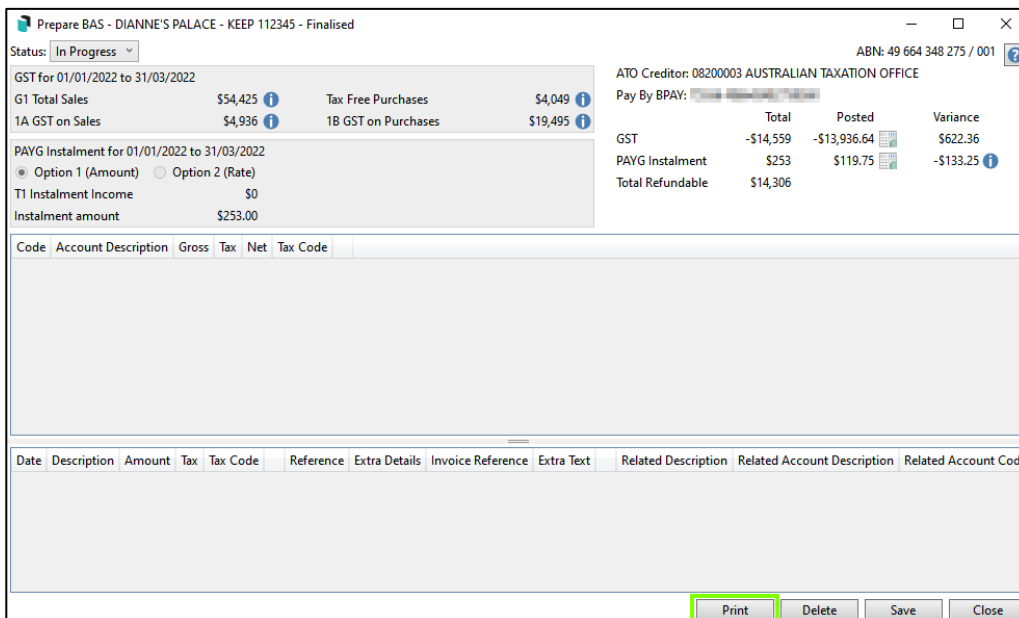 Prepare BAS - DIANNE'S PALACE - KEEP 112345 - Finalised
Status: In Progress
ABN: 49 664 348 275 / 001
GST for 01/01/2022 to 31/03/2022
G1 Total Sales $54,425 Tax Free Purchases $4,049
1A GST on Sales $4,936 1B GST on Purchases $19,495
PAYG Instalment for 01/01/2022 to 31/03/2022
Option 1 (Amount) Option 2 (Rate)
T1 Instalment Income $0
Instalment amount $253.00
ATO Creditor: 08200003 AUSTRALIAN TAXATION OFFICE
Pay By BPAY:
Total Posted Variance
GST -$14,559 -$13,936.64 $622.36
PAYG Instalment $253 $119.75 -$133.25
Total Refundable $14,306
Code Account Description Gross Tax Net Tax Code
Date Description Amount Tax Tax Code Reference Extra Details Invoice Reference Extra Text Related Description Related Account Description Related Account Cod
Print Delete Save Close